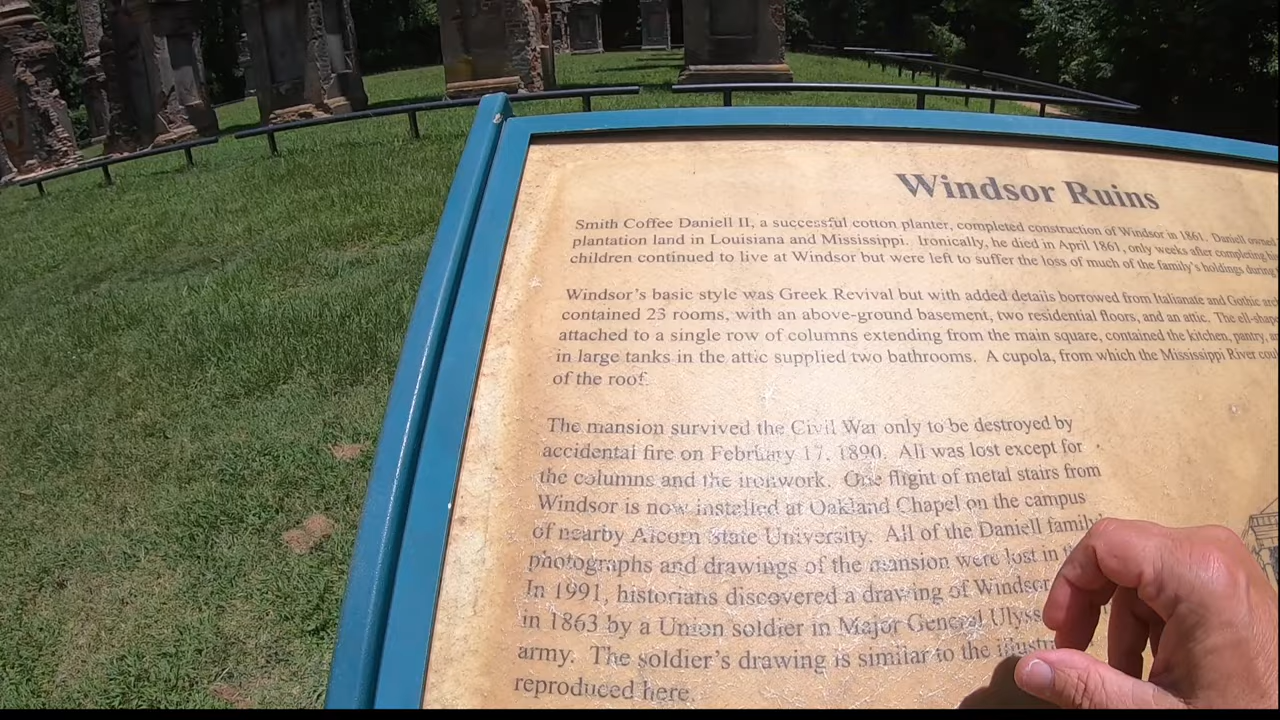 Windsor Ruins
Smith Coffee Daniell II, a successful cotton planter, completed construction of Windsor in 1861. Daniell owned
plantation land in Louisiana and Mississippi. Ironically, he died in April 1861, only weeks after completing his
children continued to live at Windsor but were left to suffer the loss of much of the family's holdings during
Windsor's basic style was Greek Revival but with added details borrowed from Italianate and Gothic
contained 23 rooms, with an above-ground basement, two residential floors, and an attic. The
attached to a single row of columns extending from the main square, contained the kitchen, pantry,
in large tanks in the attic supplied two bathrooms. A cupola, from which the Mississippi River
of the roof.
The mansion survived the Civil War only to be destroyed by
accidental fire on February 17, 1890. All was lost except for
the columns and the ironwork. One flight of metal stairs from
Windsor is now installed at Oakland Chapel on the campus
of nearby Alcorn State University. All of the Daniell
photographs and drawings of the mansion were lost in
In 1991, historians discovered a drawing of Windsor
in 1863 by a Union soldier in Major General
army. The soldier's drawing is similar to the
reproduced here.